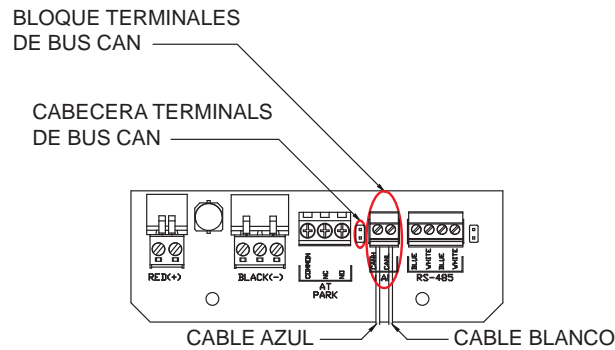 BLOQUE TERMINALES
DE BUS CAN
CABECERA TERMINALS
DE BUS CAN
COMMON
NC
NO
CANH
CANL
BLUE
WHITE
BLUE
WHITE
RED(+)
BLACK(-)
AT
PARK
RS-485
CABLE AZUL
CABLE BLANCO